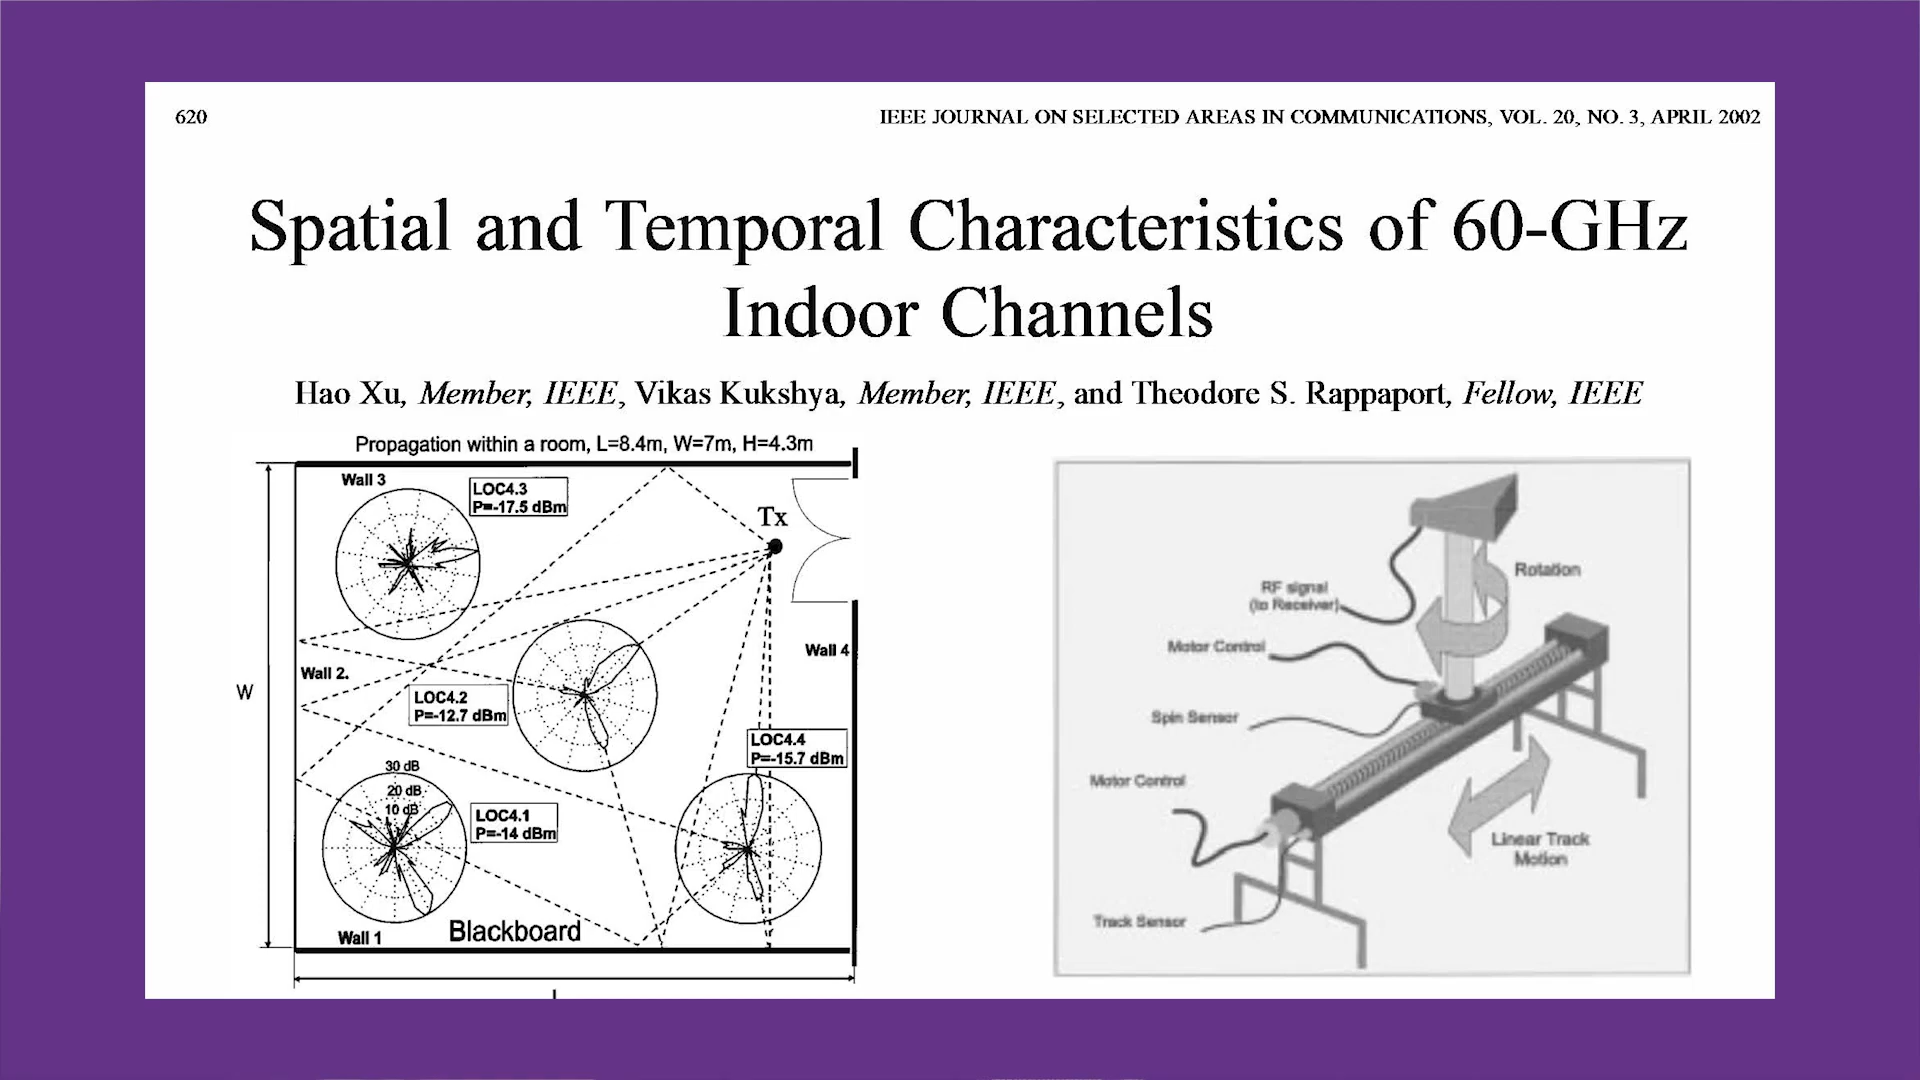 620
IEEE JOURNAL ON SELECTED AREAS IN COMMUNICATIONS, VOL. 20, NO. 3, APRIL 2002
Spatial and Temporal Characteristics of 60-GHz
Indoor Channels
Hao Xu, Member, IEEE, Vikas Kukshya, Member, IEEE, and Theodore S. Rappaport, Fellow, IEEE
Propagation within a room, L=8.4m, W=7m, H=4.3m
Wall 3
LOC4.3
P=-17.5 dBm
Tx
Wall 4
Wall 2.
W
LOC4.2
P=-12.7 dBm
LOC4.4
P=-15.7 dBm
30 dB
20 dB
10 dB
LOC4.1
P=-14 dBm
Wall 1
Blackboard
Rotation
RF signal
(to Receiver)
Motor Control
Spin Sensor
Motor Control
Linear Track
Motion
Track Sensor